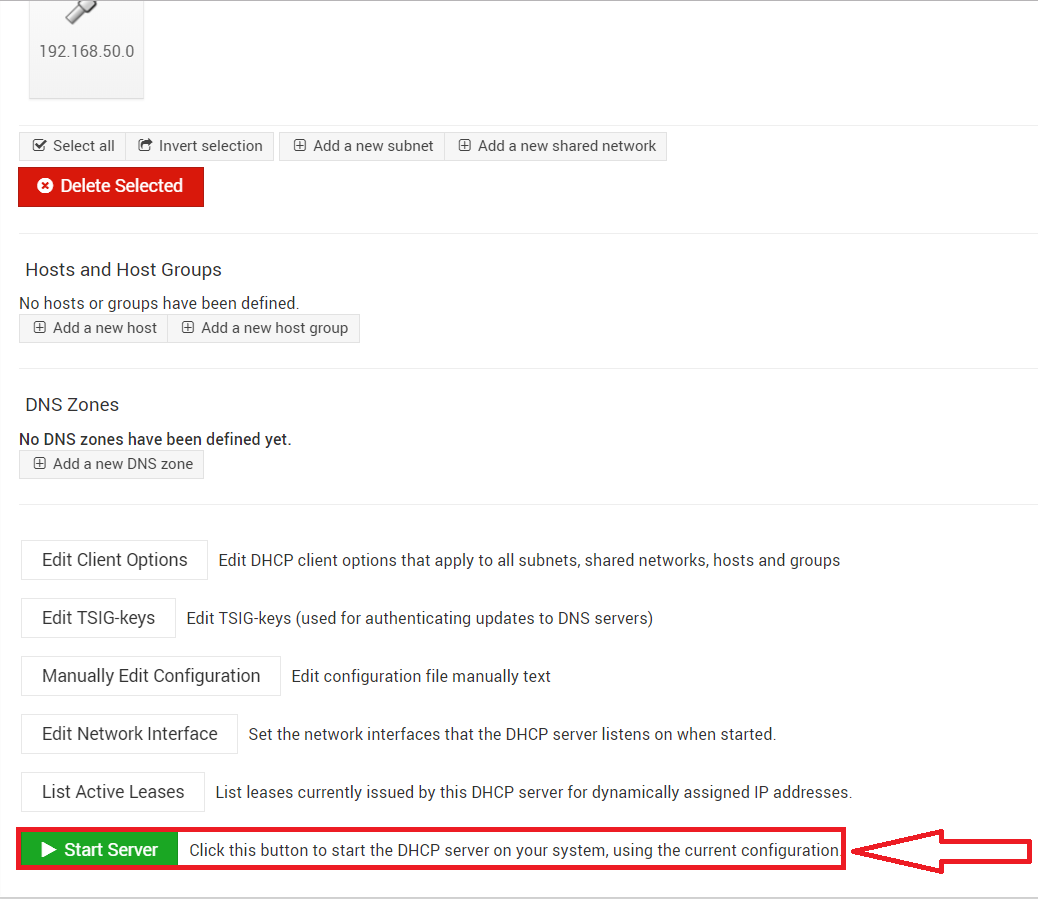 192.168.50.0
Select all Invert selection Add a new subnet Add a new shared network
Delete Selected
Hosts and Host Groups
No hosts or groups have been defined.
Add a new host Add a new host group
DNS Zones
No DNS zones have been defined yet.
Add a new DNS zone
Edit Client Options Edit DHCP client options that apply to all subnets, shared networks, hosts and groups
Edit TSIG-keys Edit TSIG-keys (used for authenticating updates to DNS servers)
Manually Edit Configuration Edit configuration file manually text
Edit Network Interface Set the network interfaces that the DHCP server listens on when started.
List Active Leases List leases currently issued by this DHCP server for dynamically assigned IP addresses.
Start Server Click this button to start the DHCP server on your system, using the current configuration